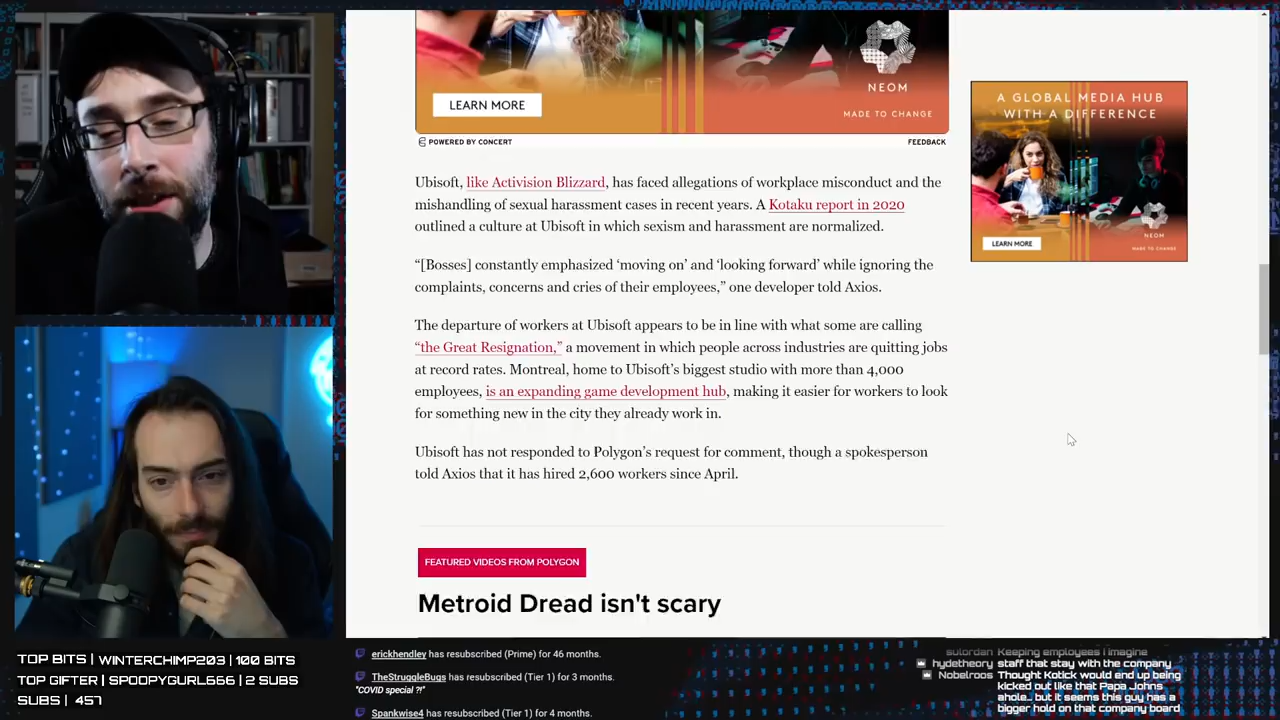 LEARN MORE
NEOM
MADE TO CHANGE
POWERED BY CONCERT
FEEDBACK
A GLOBAL MEDIA HUB
WITH A DIFFERENCE
NEOM
LEARN MORE
MADE TO CHANGE
Ubisoft, like Activision Blizzard, has faced allegations of workplace misconduct and the
mishandling of sexual harassment cases in recent years. A Kotaku report in 2020
outlined a culture at Ubisoft in which sexism and harassment are normalized.
“[Bosses] constantly emphasized ‘moving on’ and ‘looking forward’ while ignoring the
complaints, concerns and cries of their employees,” one developer told Axios.
The departure of workers at Ubisoft appears to be in line with what some are calling
“the Great Resignation,” a movement in which people across industries are quitting jobs
at record rates. Montreal, home to Ubisoft’s biggest studio with more than 4,000
employees, is an expanding game development hub, making it easier for workers to look
for something new in the city they already work in.
Ubisoft has not responded to Polygon’s request for comment, though a spokesperson
told Axios that it has hired 2,600 workers since April.
FEATURED VIDEOS FROM POLYGON
Metroid Dread isn't scary
TOP BITS | WINTERCHIMP203 | 100 BITS
TOP GIFTER | SPOOPYGURL666 | 2 SUBS
SUBS | 457
erickhendley has resubscribed (Prime) for 46 months.
TheStruggleBugs has resubscribed (Tier 1) for 3 months.
"COVID special ?!"
Spankwise4 has resubscribed (Tier 1) for 4 months.
sulordan Keeping employees I imagine
hydetheory staff that stay with the company
Nobelroos Thought Kotick would end up being
kicked out like that Papa Johns
ahole.. but it seems this guy has a
bigger hold on that company board